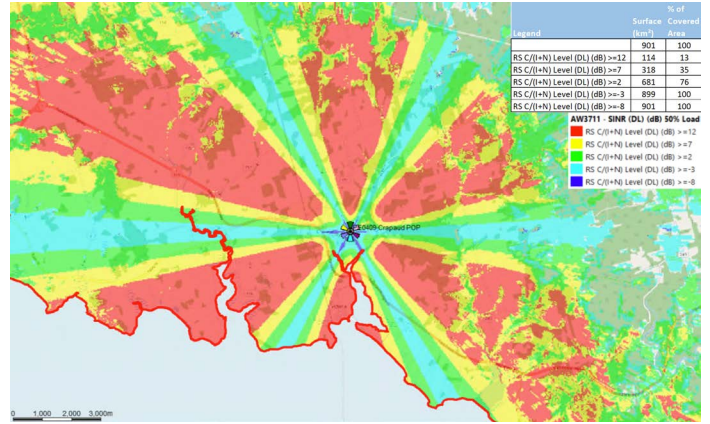 % of
Surface Covered
Legend (km²) Area
901 100
RS C/(I+N) Level (DL) (dB) >=12 114 13
RS C/(I+N) Level (DL) (dB) >=7 318 35
RS C/(I+N) Level (DL) (dB) >=2 681 76
RS C/(I+N) Level (DL) (dB) >=-3 899 100
RS C/(I+N) Level (DL) (dB) >=-8 901 100
AW3711 - SINR (DL) (dB) 50% Load
RS C/(I+N) Level (DL) (dB) >=12
RS C/(I+N) Level (DL) (dB) >=7
RS C/(I+N) Level (DL) (dB) >=2
RS C/(I+N) Level (DL) (dB) >=-3
RS C/(I+N) Level (DL) (dB) >=-8
Crapaud POP
0 1,000 2,000 3,000m